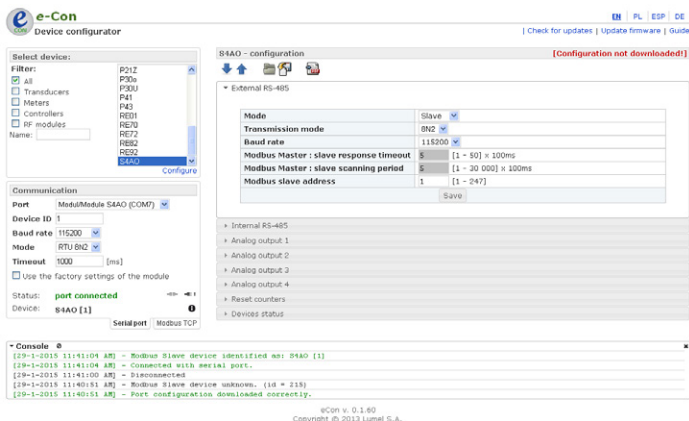 e-Con
EN | PL | ESP | DE
Device configurator
| Check for updates | Update firmware | Guide
Select device:
Filter:
All
Transducers
Meters
Controllers
RF modules
Name:
P21Z
P30o
P30U
P41
P43
RE01
RE70
RE72
RE82
RE92
S4AO
Configure
Communication
Port Modul/Module S4AO (COM7)
Device ID 1
Baud rate 115200
Mode RTU 8N2
Timeout 1000 [ms]
Use the factory settings of the module
Status: port connected
Device: S4AO [1]
Serial port Modbus TCP
S4AO - configuration [Configuration not downloaded!]
External RS-485
Mode Slave
Transmission mode 8N2
Baud rate 115200
Modbus Master : slave response timeout 5 [1 - 50] x 100ms
Modbus Master : slave scanning period 5 [1 - 30 000] x 100ms
Modbus slave address 1 [1 - 247]
Save
Internal RS-485
Analog output 1
Analog output 2
Analog output 3
Analog output 4
Reset counters
Devices status
Console
[29-1-2015 11:41:04 AM] - Modbus Slave device identified as: S4AO [1]
[29-1-2015 11:41:04 AM] - Connected with serial port.
[29-1-2015 11:41:00 AM] - Disconnected
[29-1-2015 11:40:51 AM] - Modbus Slave device unknown. (id = 215)
[29-1-2015 11:40:51 AM] - Port configuration downloaded correctly.
eCon v. 0.1.60
Copyright © 2013 Lumel S.A.